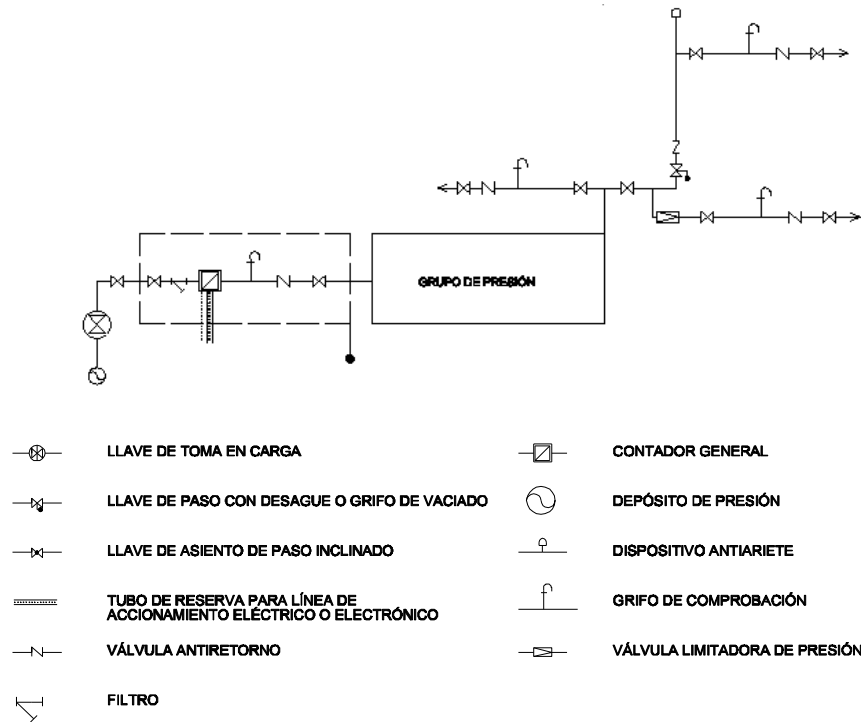 GRUPO DE PRESIÓN
LLAVE DE TOMA EN CARGA
CONTADOR GENERAL
LLAVE DE PASO CON DESAGUE O GRIFO DE VACIADO
DEPÓSITO DE PRESIÓN
LLAVE DE ASIENTO DE PASO INCLINADO
DISPOSITIVO ANTIARIETE
TUBO DE RESERVA PARA LÍNEA DE
ACCIONAMIENTO ELÉCTRICO O ELECTRÓNICO
GRIFO DE COMPROBACIÓN
VÁLVULA ANTIRETORNO
VÁLVULA LIMITADORA DE PRESIÓN
FILTRO